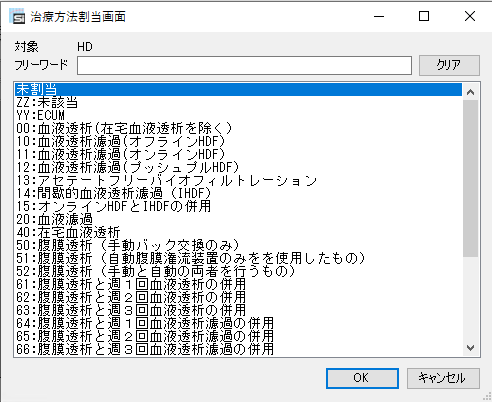 治療方法割当画面
対象 HD
フリーワード クリア
未割当
ZZ:未該当
YY:ECUM
00:血液透析(在宅血液透析を除く)
10:血液透析濾過(オフラインHDF)
11:血液透析濾過(オンラインHDF)
12:血液透析濾過(プッシュプルHDF)
13:アセテートフリーバイオフィルトレーション
14:間歇的血液透析濾過（IHDF)
15:オンラインHDFとIHDFの併用
20:血液濾過
40:在宅血液透析
50:腹膜透析（手動バック交換のみ）
51:腹膜透析（自動腹膜潅流装置のみをを使用したもの）
52:腹膜透析（手動と自動の両者を行うもの）
61:腹膜透析と週１回血液透析の併用
62:腹膜透析と週２回血液透析の併用
63:腹膜透析と週３回血液透析の併用
64:腹膜透析と週１回血液透析濾過の併用
65:腹膜透析と週２回血液透析濾過の併用
66:腹膜透析と週３回血液透析濾過の併用
OK キャンセル